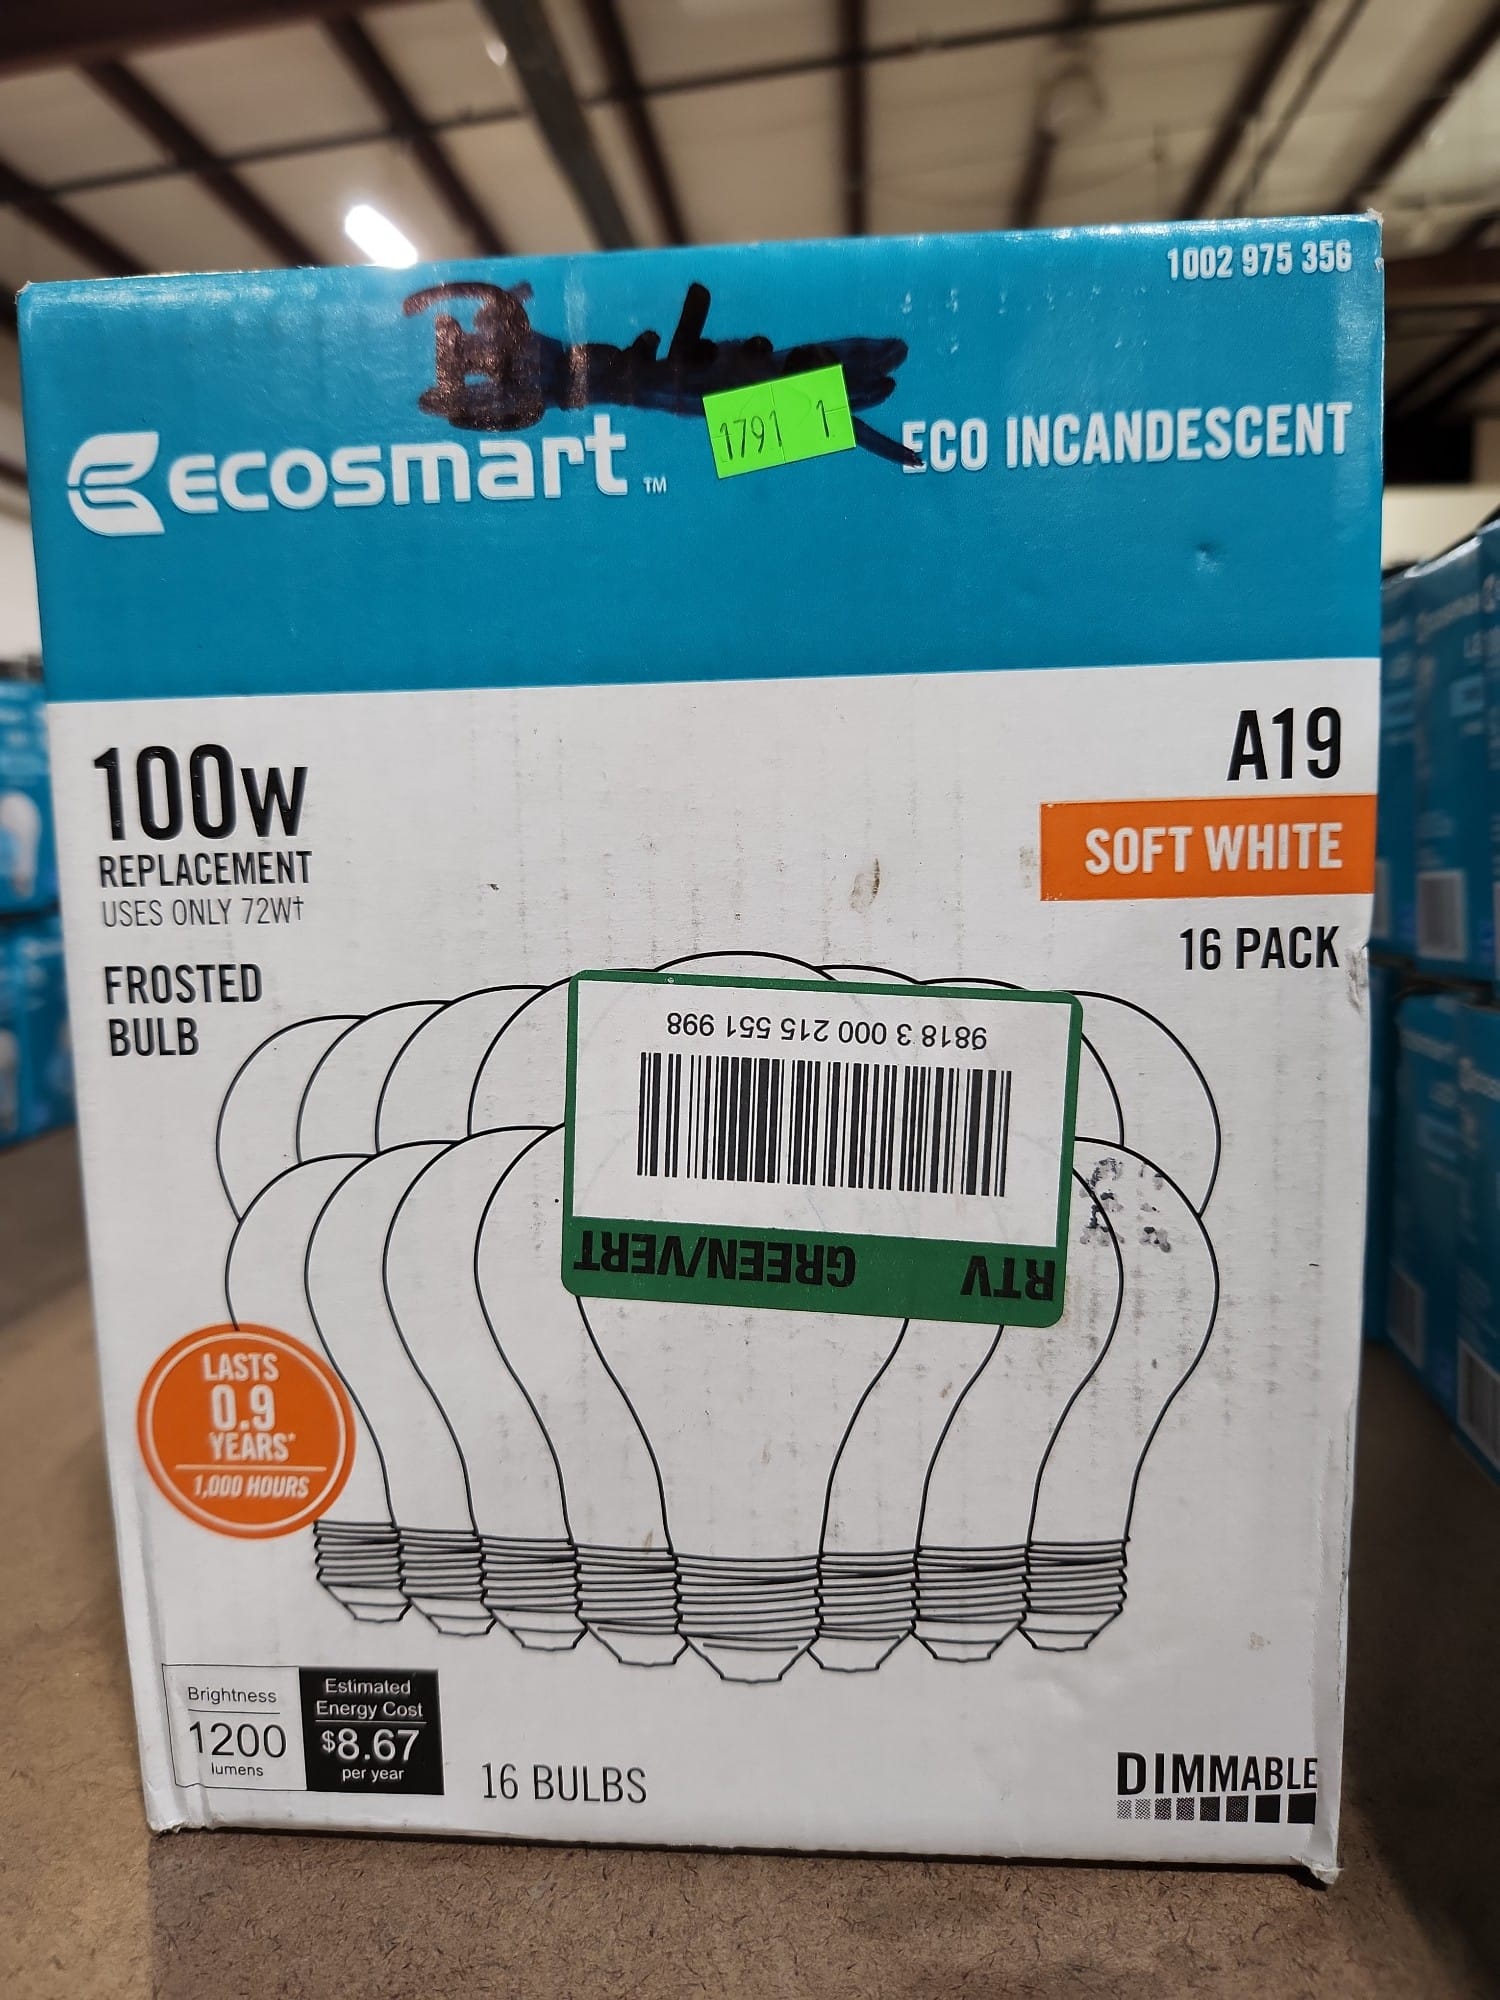 1002 975 356
ecosmart TM
1791 1
ECO INCANDESCENT
100W
REPLACEMENT
USES ONLY 72W†
FROSTED
BULB
A19
SOFT WHITE
16 PACK
9818 3 000 215 551 998
RTV GREEN/VERT
LASTS
0.9
YEARS*
1,000 HOURS
Brightness
1200
lumens
Estimated
Energy Cost
$8.67
per year
16 BULBS
DIMMABLE